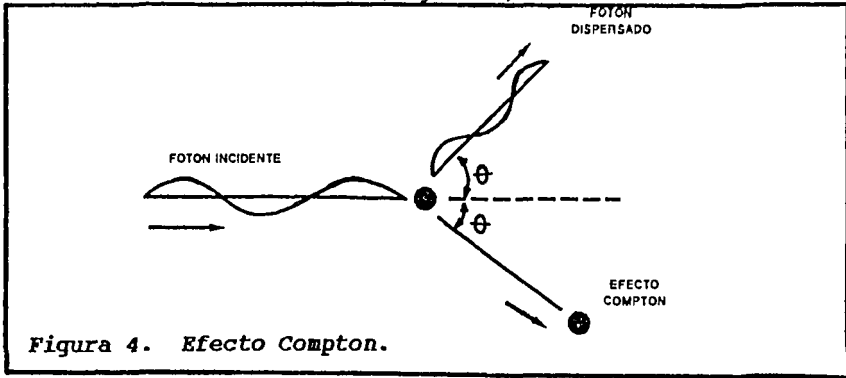 FOTON
DISPERSADO
FOTON INCIDENTE
θ
θ
EFECTO
COMPTON
Figura 4. Efecto Compton.